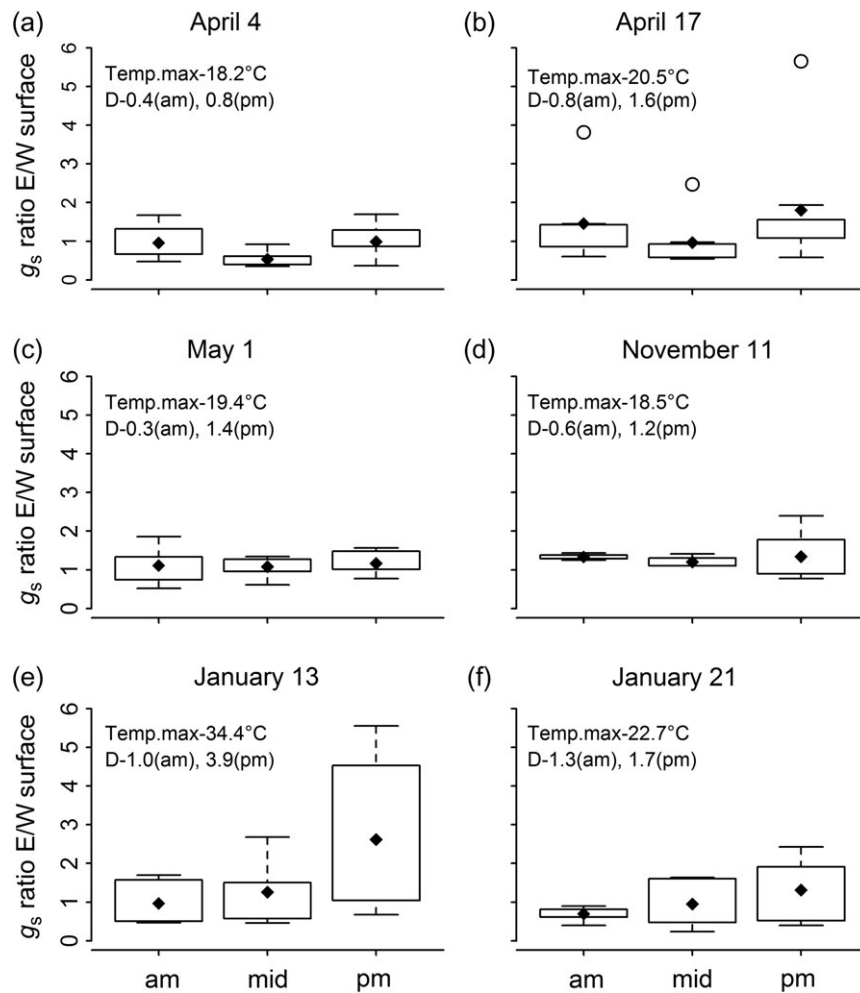 (a) April 4
(b) April 17
6
5
4
3
2
1
0
gs ratio E/W surface
Temp.max-18.2°C
D-0.4(am), 0.8(pm)
Temp.max-20.5°C
D-0.8(am), 1.6(pm)
(c) May 1
(d) November 11
6
5
4
3
2
1
0
gs ratio E/W surface
Temp.max-19.4°C
D-0.3(am), 1.4(pm)
Temp.max-18.5°C
D-0.6(am), 1.2(pm)
(e) January 13
(f) January 21
6
5
4
3
2
1
0
gs ratio E/W surface
Temp.max-34.4°C
D-1.0(am), 3.9(pm)
Temp.max-22.7°C
D-1.3(am), 1.7(pm)
am mid pm
am mid pm